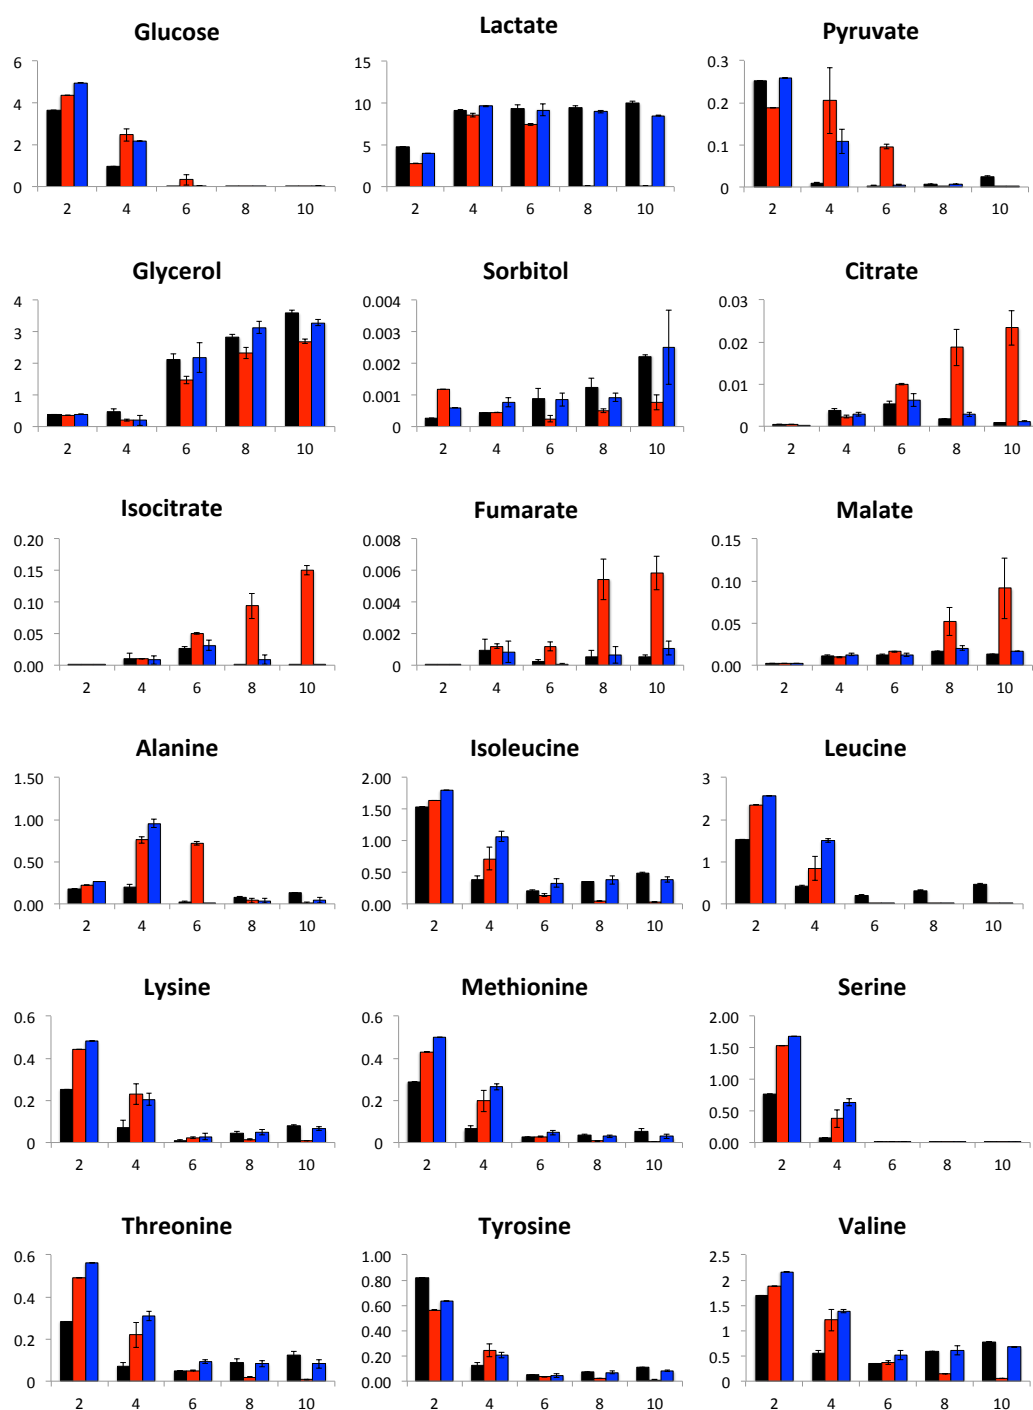 Glucose
6
4
2
0
2 4 6 8 10
Lactate
15
10
5
0
2 4 6 8 10
Pyruvate
0.3
0.2
0.1
0
2 4 6 8 10
Glycerol
4
3
2
1
0
2 4 6 8 10
Sorbitol
0.004
0.003
0.002
0.001
0
2 4 6 8 10
Citrate
0.03
0.02
0.01
0
2 4 6 8 10
Isocitrate
0.20
0.15
0.10
0.05
0.00
2 4 6 8 10
Fumarate
0.008
0.006
0.004
0.002
0
2 4 6 8 10
Malate
0.15
0.10
0.05
0.00
2 4 6 8 10
Alanine
1.50
1.00
0.50
0.00
2 4 6 8 10
Isoleucine
2.00
1.50
1.00
0.50
0.00
2 4 6 8 10
Leucine
3
2
1
0
2 4 6 8 10
Lysine
0.6
0.4
0.2
0
2 4 6 8 10
Methionine
0.6
0.4
0.2
0
2 4 6 8 10
Serine
2.00
1.50
1.00
0.50
0.00
2 4 6 8 10
Threonine
0.6
0.4
0.2
0
2 4 6 8 10
Tyrosine
1.00
0.80
0.60
0.40
0.20
0.00
2 4 6 8 10
Valine
2.5
2
1.5
1
0.5
0
2 4 6 8 10